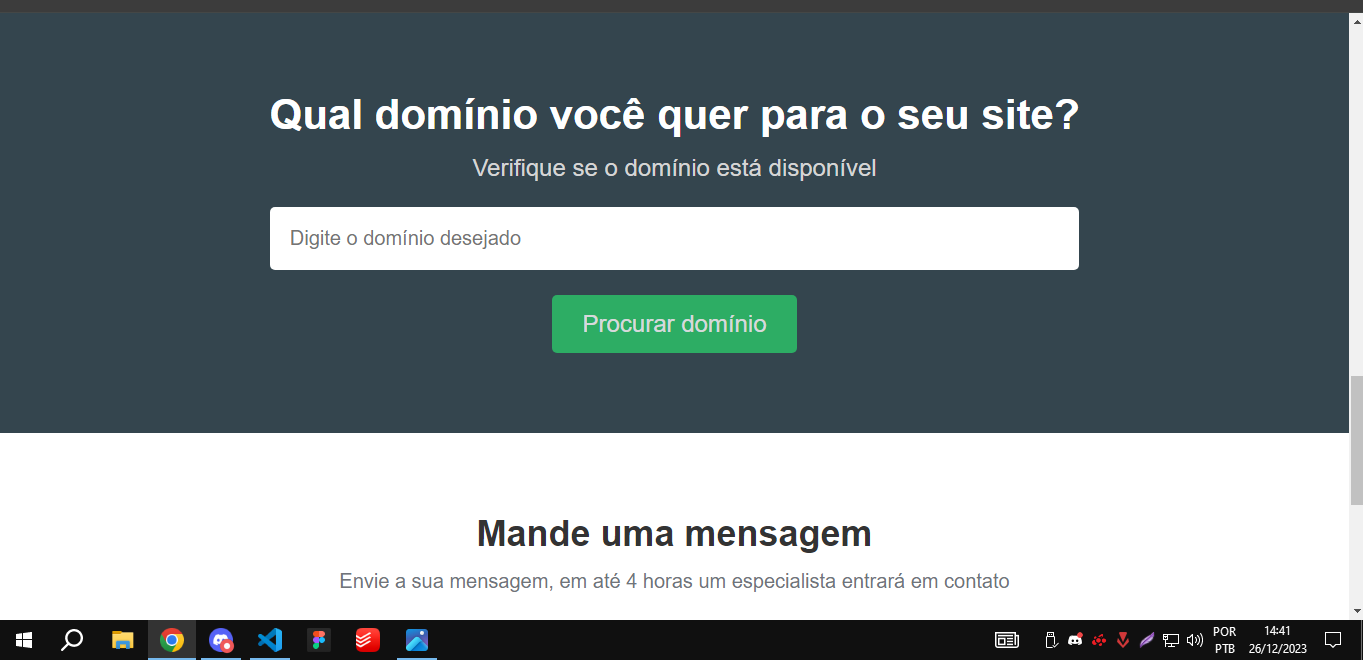 Qual domínio você quer para o seu site?
Verifique se o domínio está disponível
Digite o domínio desejado
Procurar domínio
Mande uma mensagem
Envie a sua mensagem, em até 4 horas um especialista entrará em contato
POR
14:41
PTB
26/12/2023